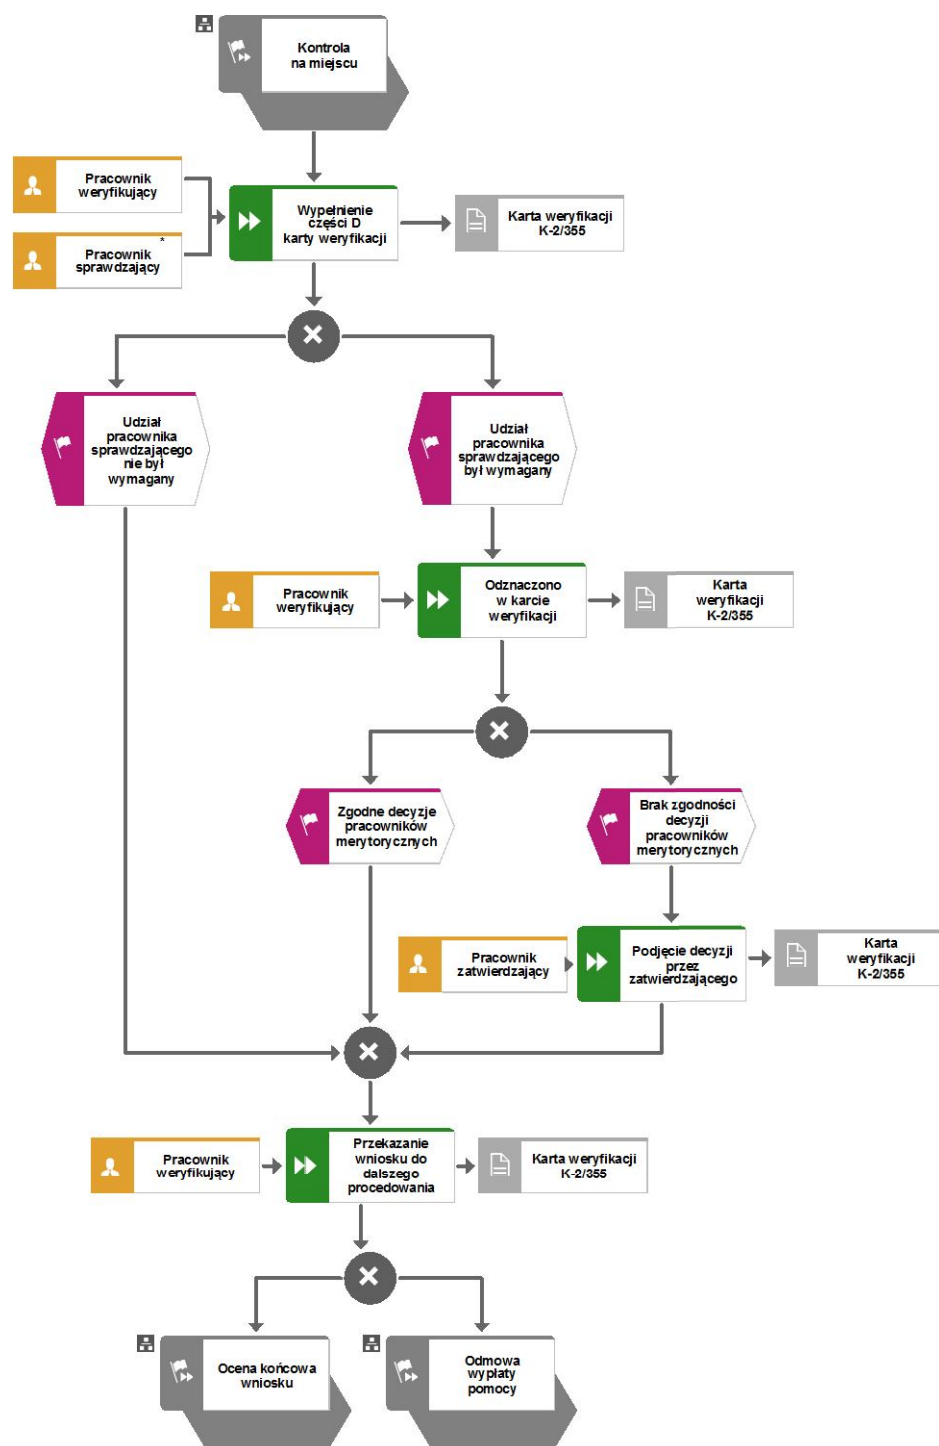 Kontrola
na miejscu
Pracownik
weryfikujący
Wypełnienie
części D
karty weryfikacji
Karta weryfikacji
K-2/355
Pracownik *
sprawdzający
Udział
pracownika
sprawdzającego
nie był
wymagany
Udział
pracownika
sprawdzającego
był wymagany
Pracownik
weryfikujący
Odznaczono
w karcie
weryfikacji
Karta
weryfikacji
K-2/355
Zgodne decyzje
pracowników
merytorycznych
Brak zgodności
decyzji
pracowników
merytorycznych
Pracownik
zatwierdzający
Podjęcie decyzji
przez
zatwierdzającego
Karta
weryfikacji
K-2/355
Pracownik
weryfikujący
Przekazanie
wniosku do
dalszego
procedowania
Karta weryfikacji
K-2/355
Ocena końcowa
wniosku
Odmowa
wypłaty
pomocy